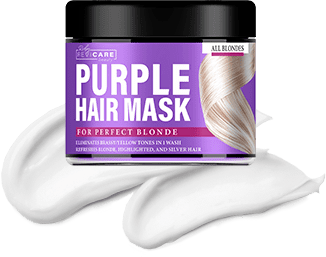 ALL BLONDES
PURPLE
HAIR MASK
FOR PERFECT BLONDE
ELIMINATES BRASSY/YELLOW TONES IN 1 WASH
REFRESHES BLONDE, HIGHLIGHTED, AND SILVER HAIR